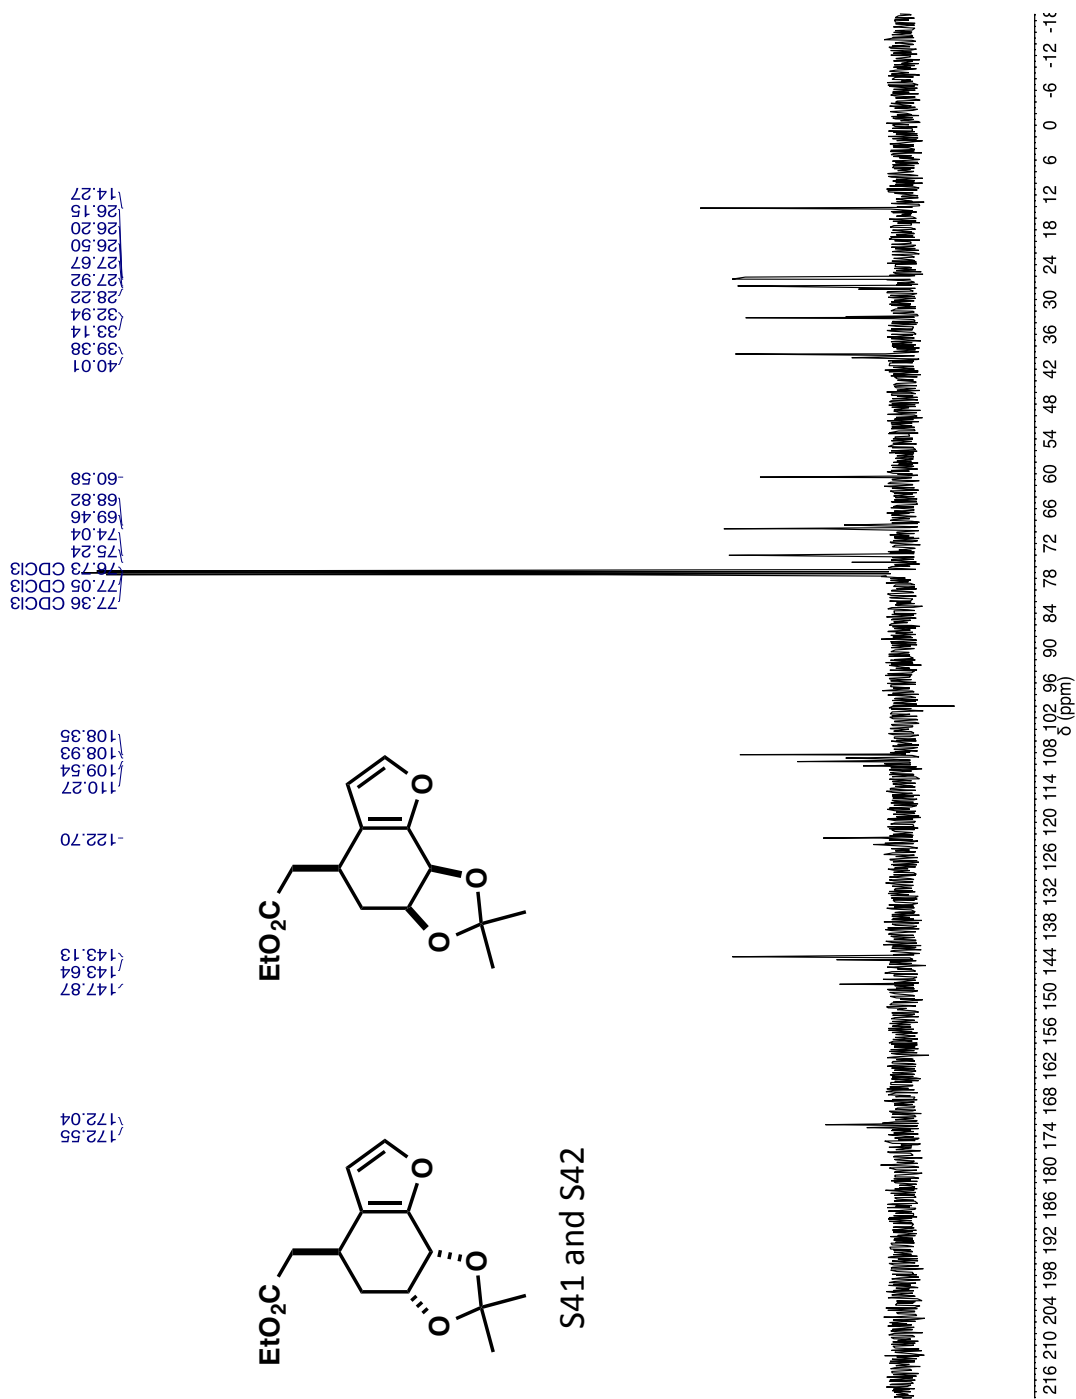 172.55
172.04
147.87
143.64
143.13
122.70
110.27
109.54
108.93
108.35
77.36 CDCl3
77.05 CDCl3
76.73 CDCl3
75.24
74.04
69.46
68.82
60.58
40.01
39.38
33.14
32.94
28.22
27.92
27.67
26.50
26.20
26.15
14.27
EtO₂C
O
O
O
EtO₂C
O
O
O
S41 and S42
216 210 204 198 192 186 180 174 168 162 156 150 144 138 132 126 120 114 108 102 96 90 84 78 72 66 60 54 48 42 36 30 24 18 12 6 0 -6 -12
δ (ppm)